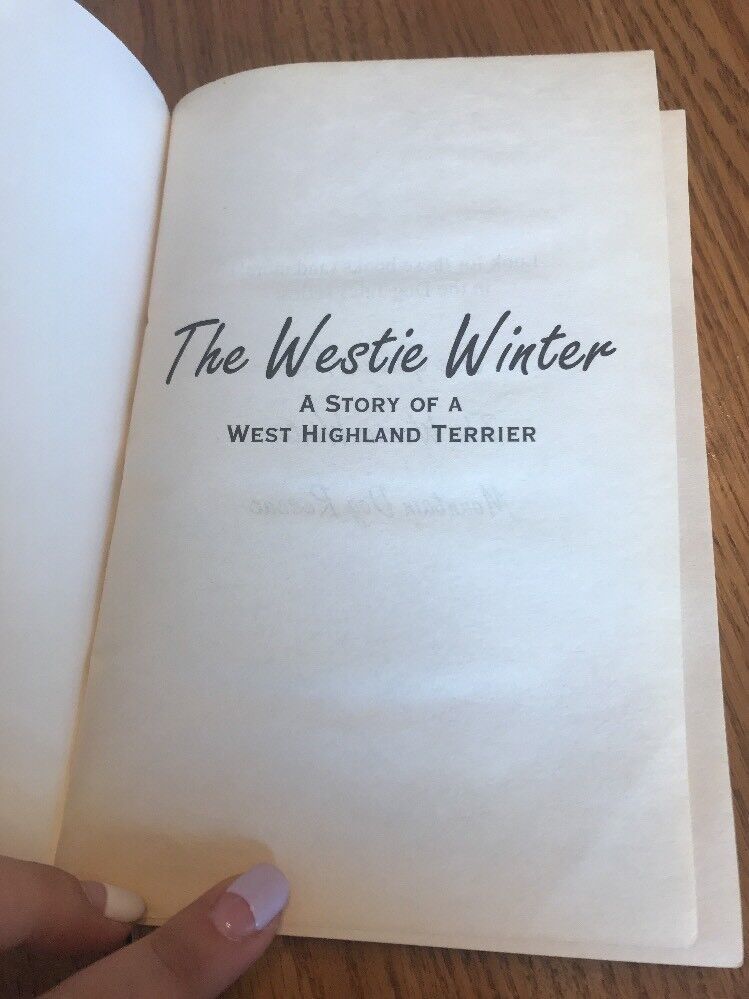 The Westie Winter
A STORY OF A
WEST HIGHLAND TERRIER